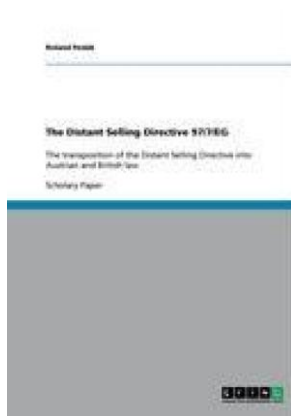 Roland
The Distant Selling Directive 97/7/EG
The transposition of the Distant Selling Directive into
Austrian and British law
Scholary Paper
GRIN